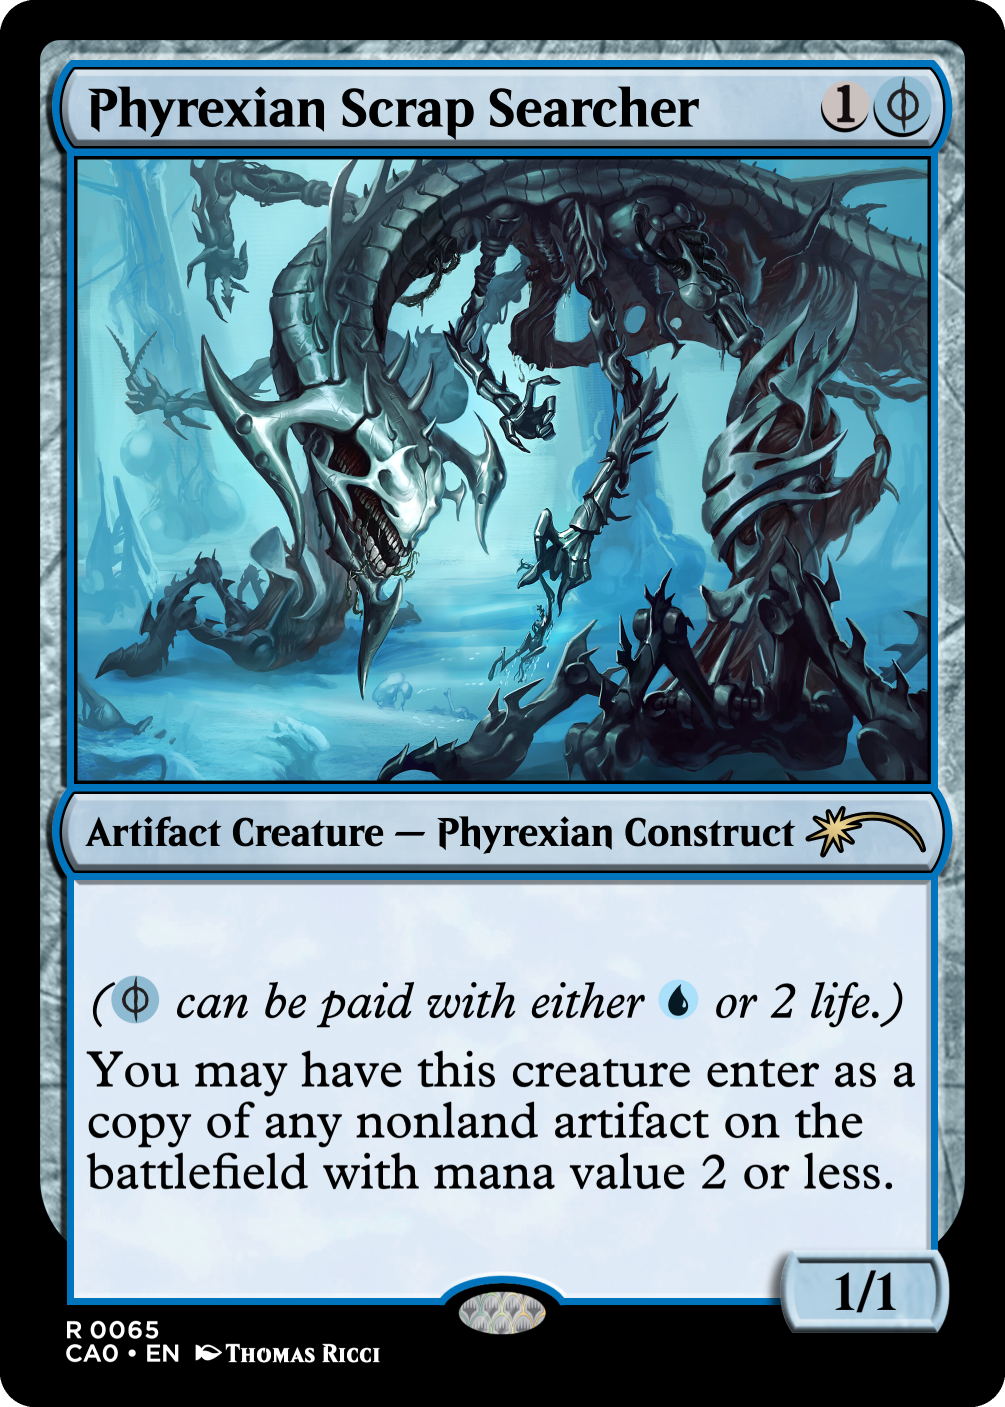 Phyrexian Scrap Searcher 1
Artifact Creature — Phyrexian Construct
( can be paid with either or 2 life.)
You may have this creature enter as a
copy of any nonland artifact on the
battlefield with mana value 2 or less.
1/1
R 0065
CAO • EN Thomas Ricci